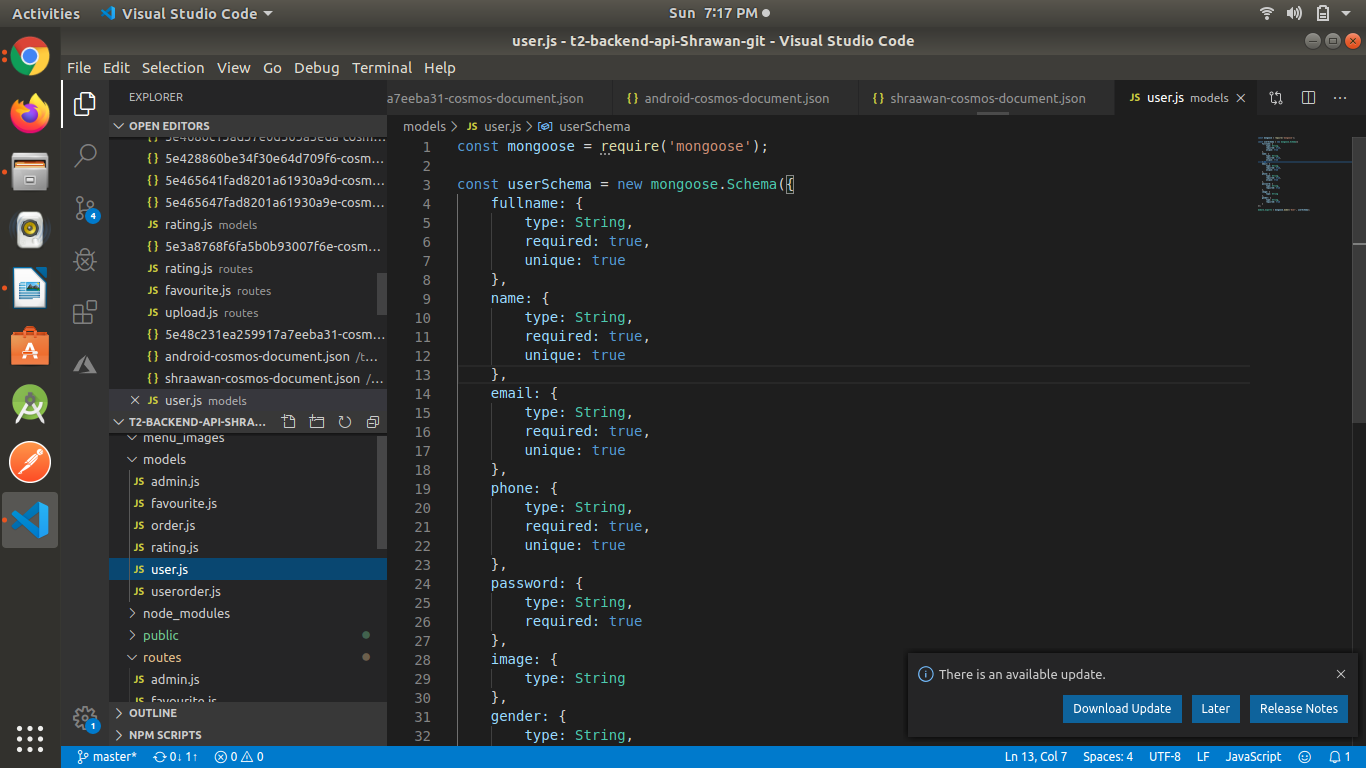 Activities
Visual Studio Code
Sun 7:17 PM
user.js - t2-backend-api-Shrawan-git - Visual Studio Code
File Edit Selection View Go Debug Terminal Help
EXPLORER
OPEN EDITORS
5e428860be34f30e64d709f6-cosm...
5e465641fad8201a61930a9d-cosm...
5e465647fad8201a61930a9e-cosm...
JS rating.js models
5e3a8768f6fa5b0b93007f6e-cosm...
JS rating.js routes
JS favourite.js routes
JS upload.js routes
5e48c231ea259917a7eeba31-cosm...
android-cosmos-document.json /t...
shraawan-cosmos-document.json /...
JS user.js models
T2-BACKEND-API-SHRA...
menu_images
models
JS admin.js
JS favourite.js
JS order.js
JS rating.js
JS user.js
JS userorder.js
node_modules
public
routes
JS admin.js
JS favourite.js
OUTLINE
NPM SCRIPTS
a7eeba31-cosmos-document.json
{} android-cosmos-document.json
{} shraawan-cosmos-document.json
JS user.js models
models > JS user.js > userSchema
1 const mongoose = require('mongoose');
2
3 const userSchema = new mongoose.Schema({
4 fullname: {
5 type: String,
6 required: true,
7 unique: true
8 },
9 name: {
10 type: String,
11 required: true,
12 unique: true
13 },
14 email: {
15 type: String,
16 required: true,
17 unique: true
18 },
19 phone: {
20 type: String,
21 required: true,
22 unique: true
23 },
24 password: {
25 type: String,
26 required: true
27 },
28 image: {
29 type: String
30 },
31 gender: {
32 type: String,
There is an available update.
Download Update
Later
Release Notes
4
1
master* 0↓ 1↑ 0 0
Ln 13, Col 7 Spaces: 4 UTF-8 LF JavaScript 1